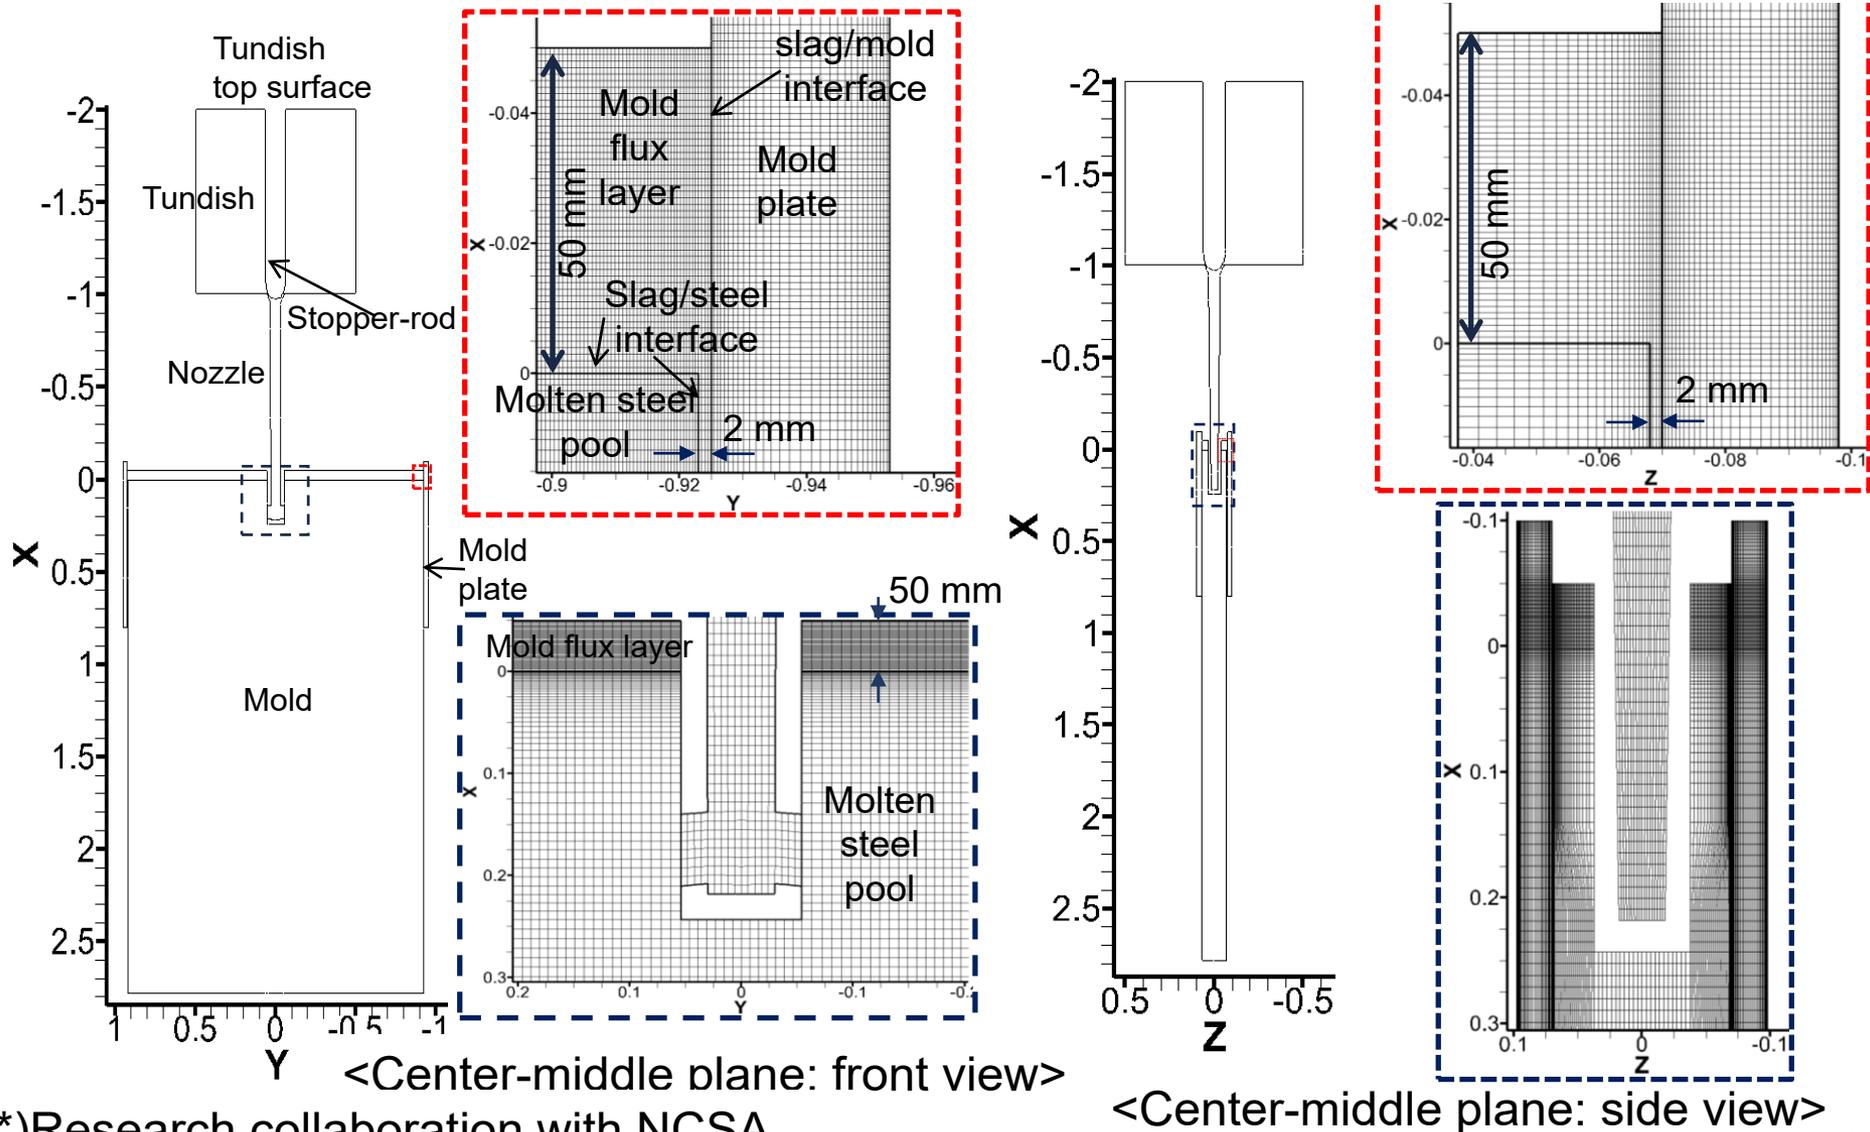 Tundish
top surface
-2
-1.5
-1
-0.5
0
0.5
1
1.5
2
2.5
X
1 0.5 0 -0.5 -1
Y
Tundish
Stopper-rod
Nozzle
Mold
plate
Mold
slag/mold
interface
Mold
flux
layer
Mold
plate
50 mm
Slag/steel
interface
Molten steel
pool
2 mm
-0.04
-0.02
0
X
-0.9 -0.92 -0.94 -0.96
Y
50 mm
Mold flux layer
Molten
steel
pool
0
0.1
0.2
0.3
X
0.2 0.1 0 -0.1 -0.
Y
<Center-middle plane: front view>
*)Research collaboration with NCSA
-2
-1.5
-1
-0.5
0
0.5
1
1.5
2
2.5
X
0.5 0 -0.5
Z
50 mm
2 mm
-0.04
-0.02
0
X
-0.04 -0.06 -0.08 -0.1
Z
-0.1
0
0.1
0.2
0.3
X
0.1 0 -0.1
Z
<Center-middle plane: side view>